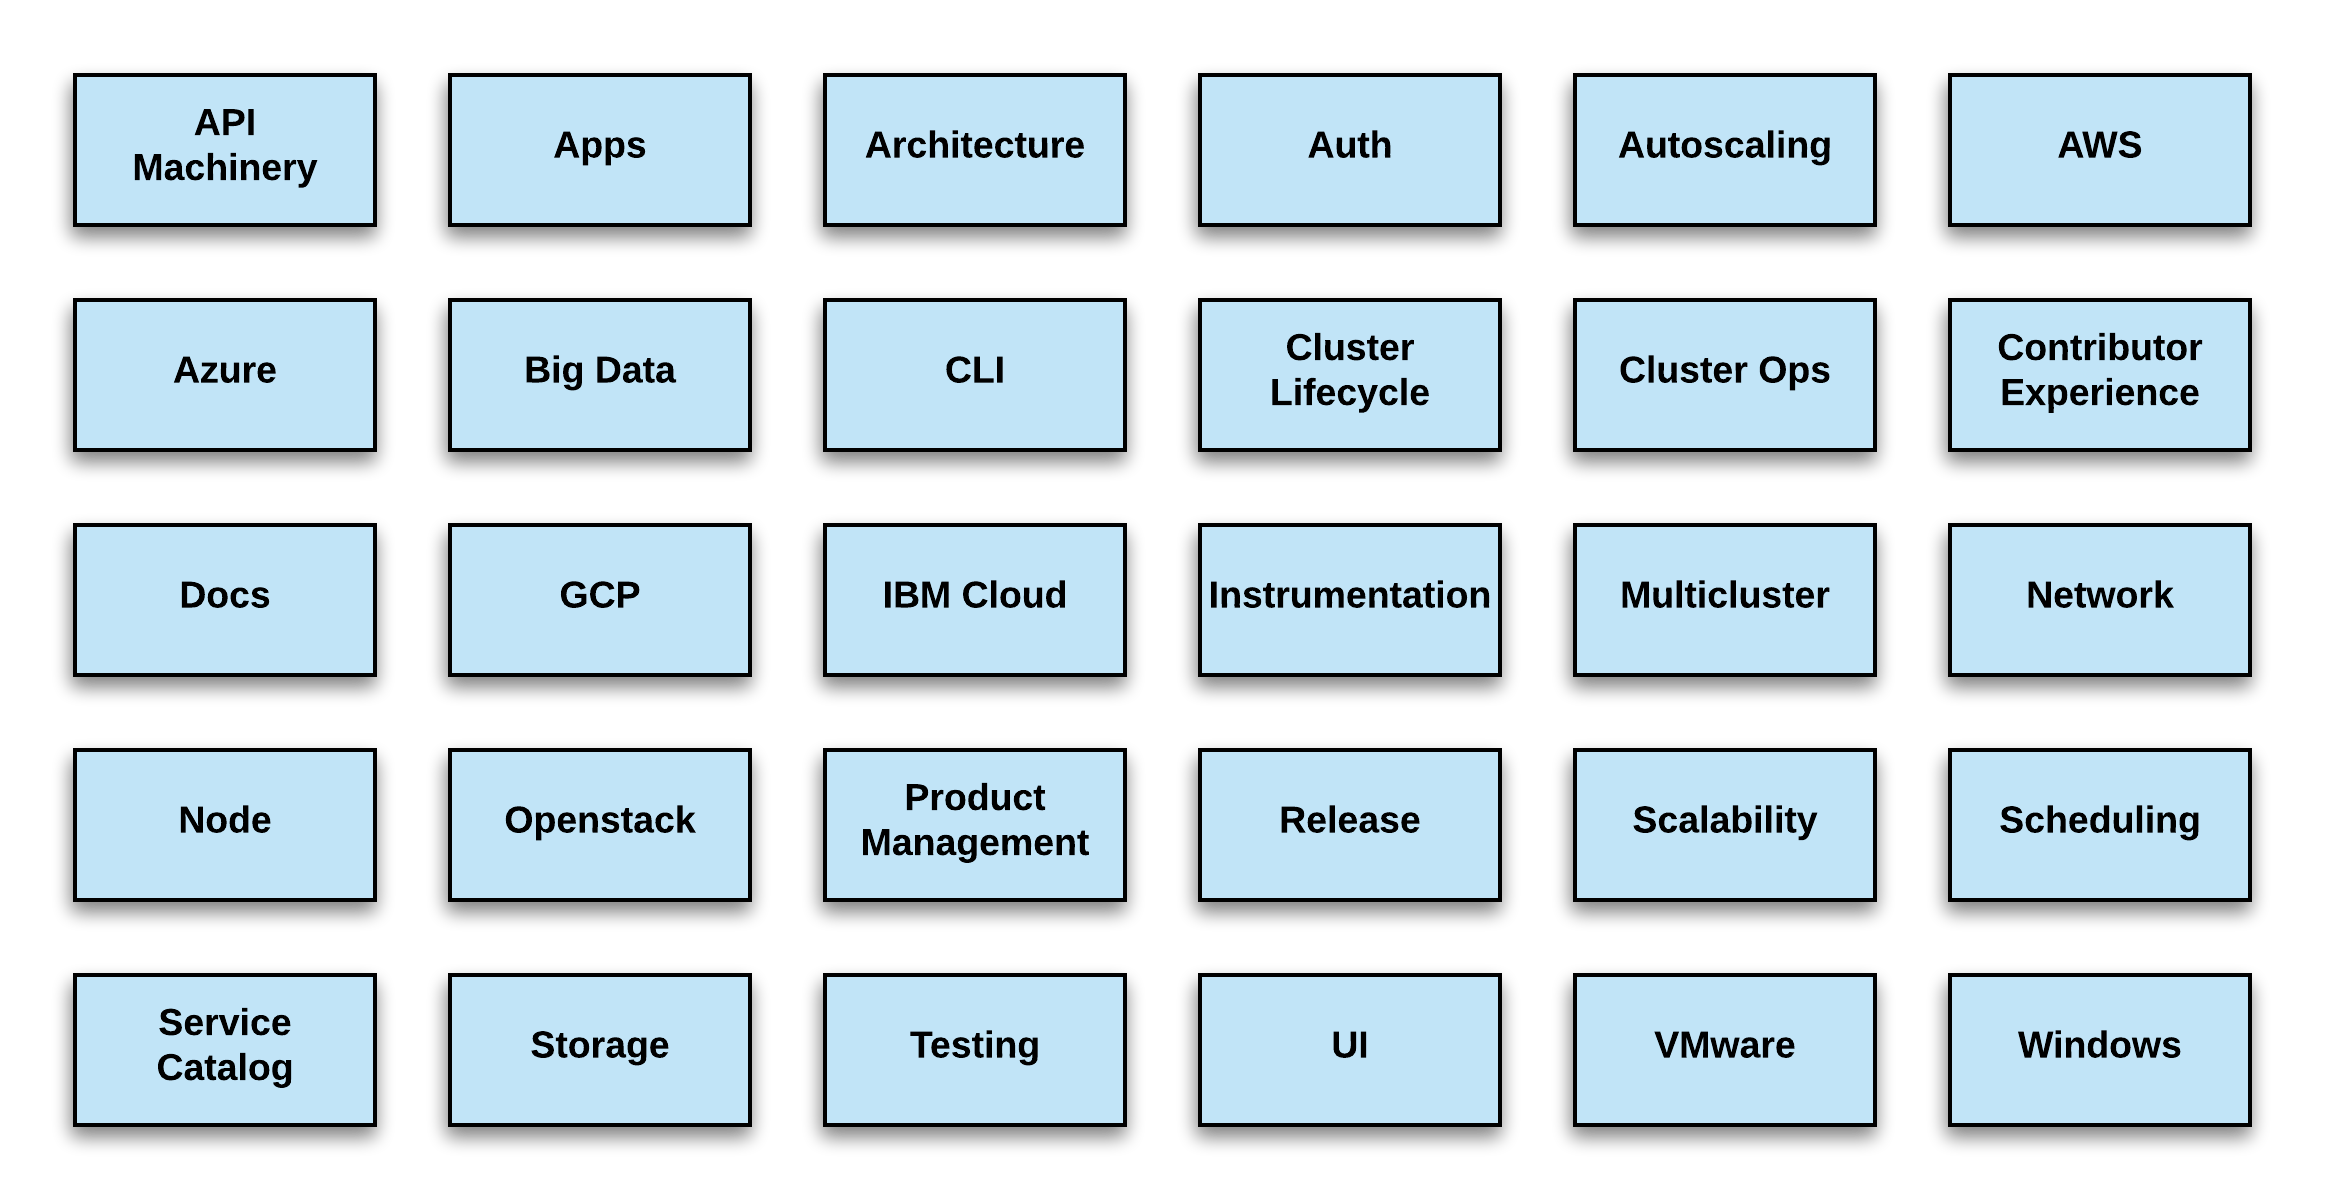 API
Machinery
Apps
Architecture
Auth
Autoscaling
AWS
Azure
Big Data
CLI
Cluster
Lifecycle
Cluster Ops
Contributor
Experience
Docs
GCP
IBM Cloud
Instrumentation
Multicluster
Network
Node
Openstack
Product
Management
Release
Scalability
Scheduling
Service
Catalog
Storage
Testing
UI
VMware
Windows